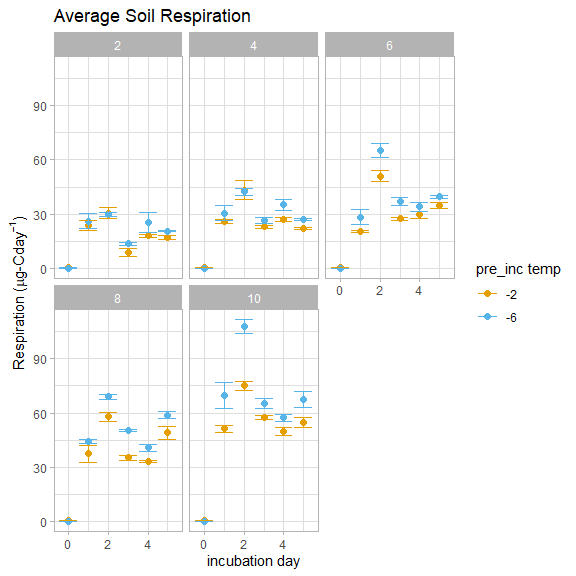 Average Soil Respiration
2 4 6
90
60
30
0
0 2 4
8 10
90
60
30
0
0 2 4 0 2 4
incubation day
Respiration (μg-Cday⁻¹)
pre_inc temp
-2
-6